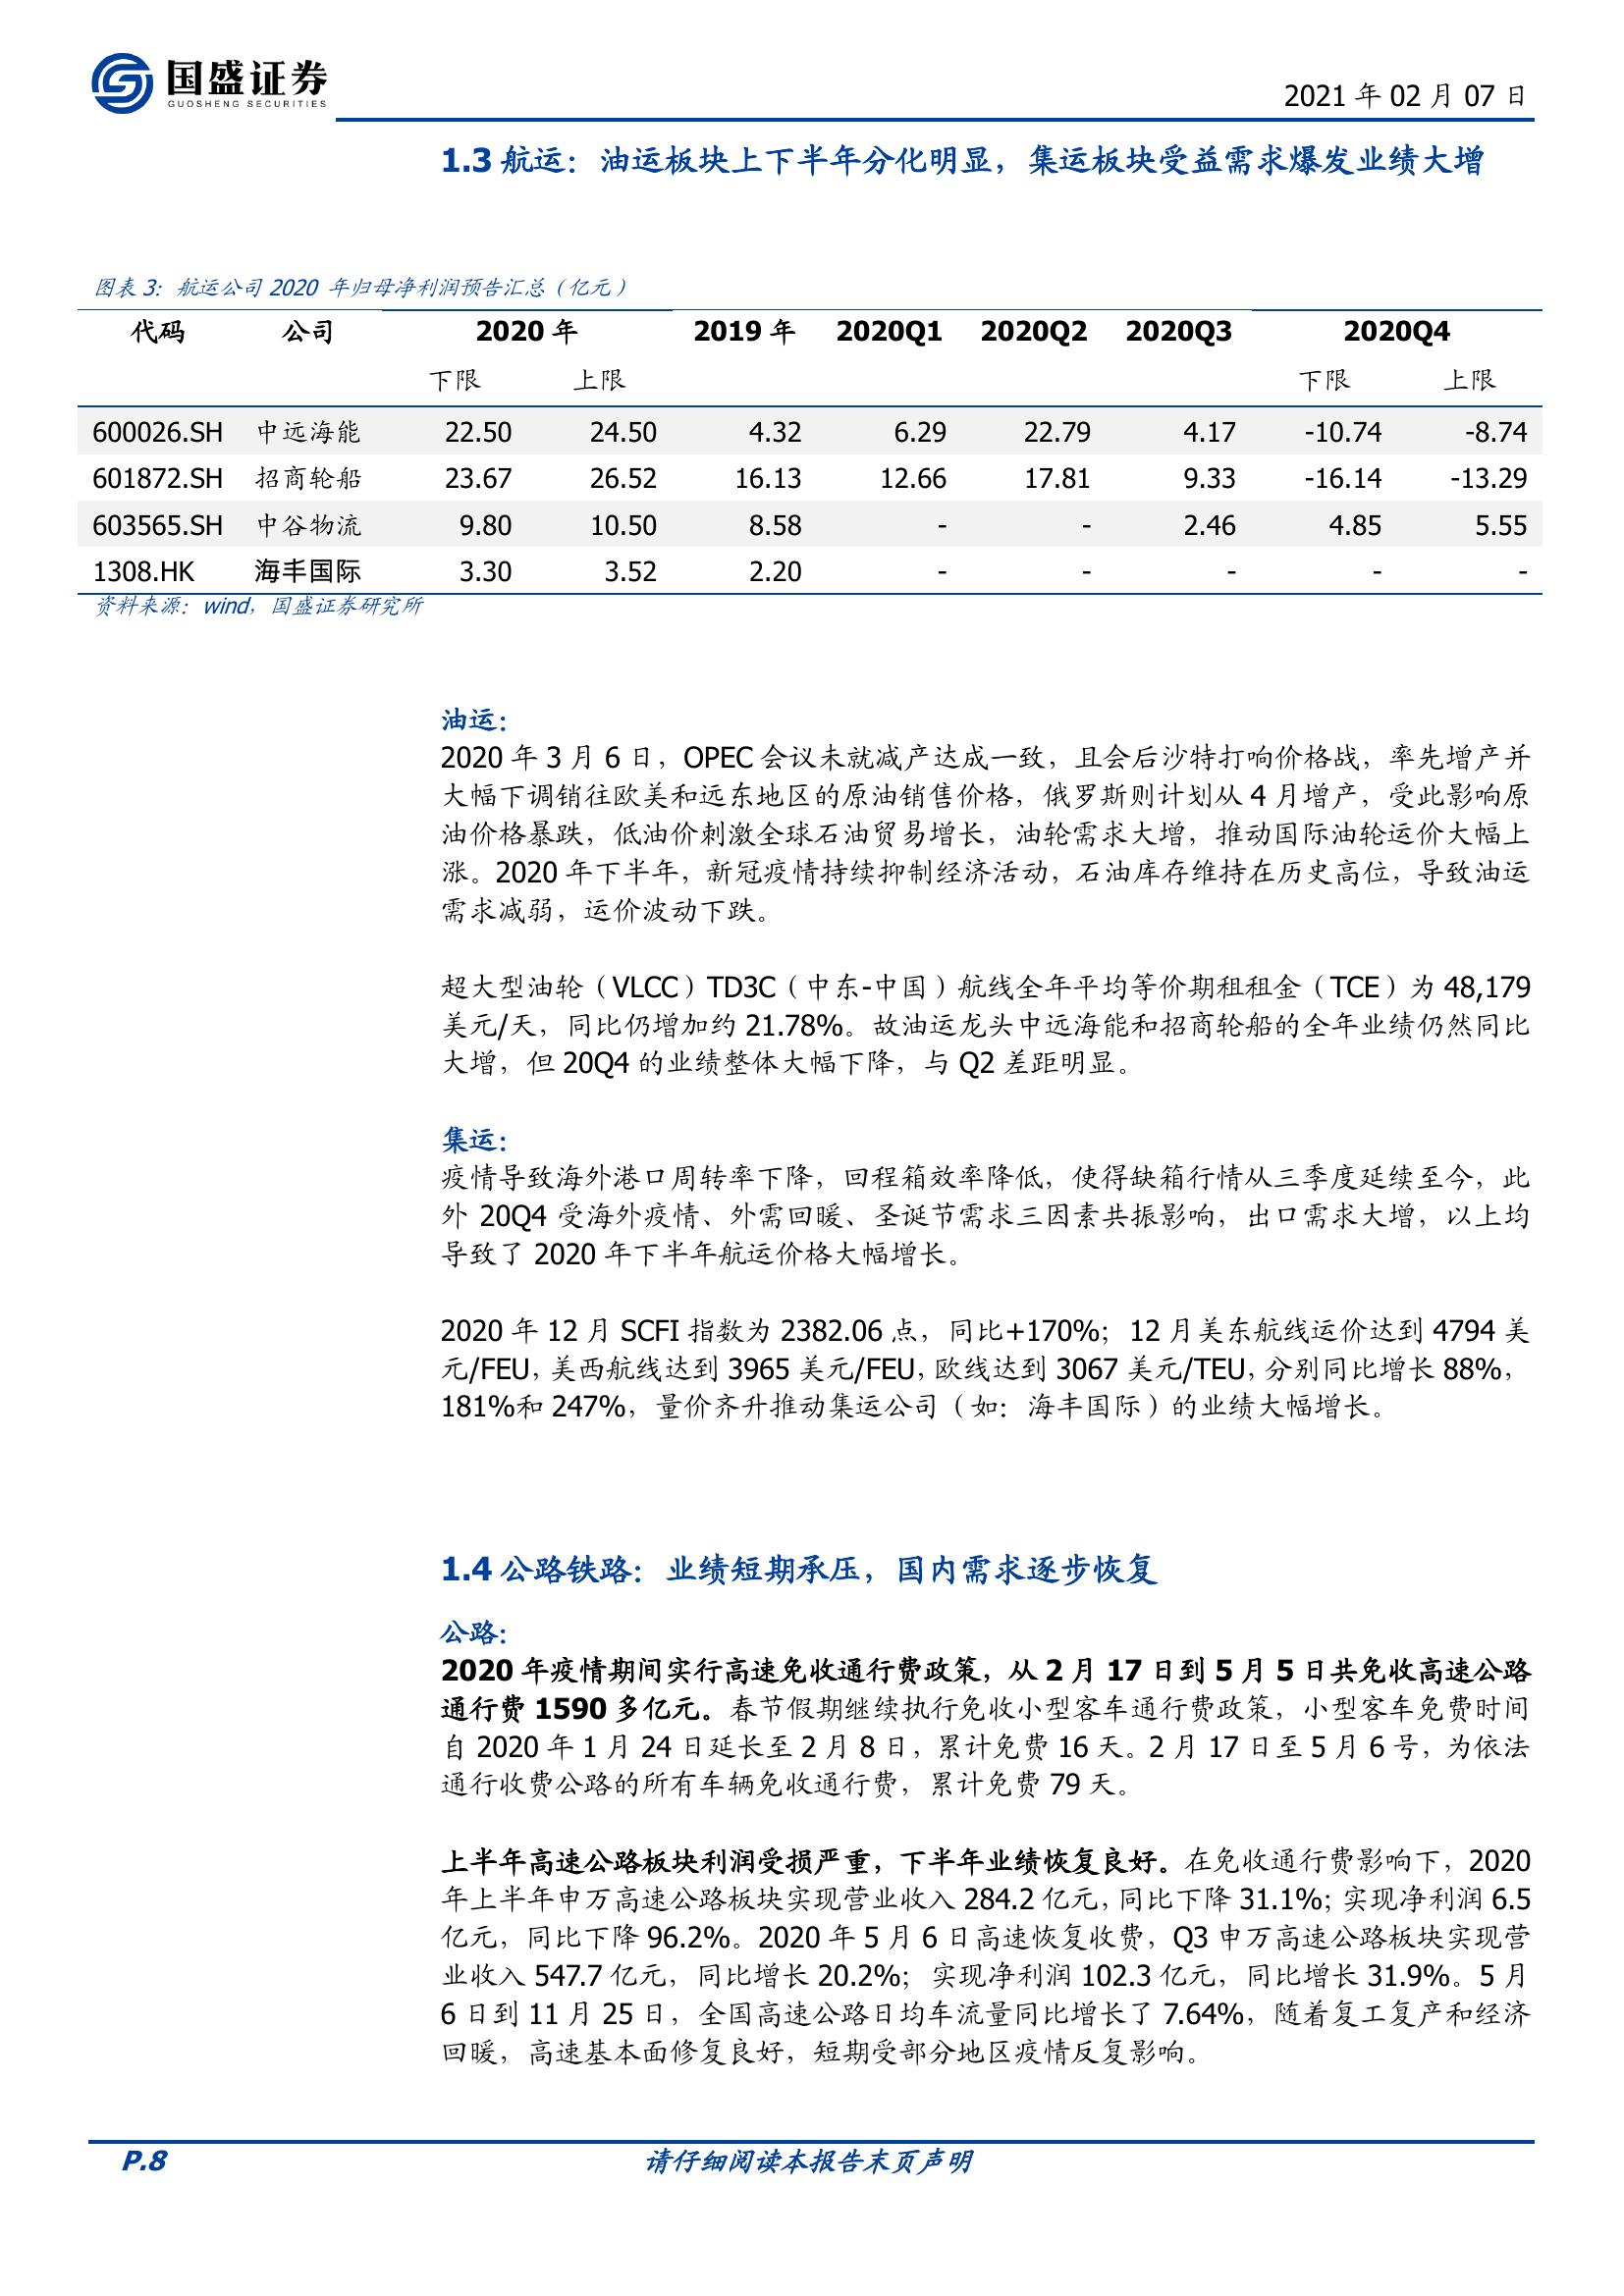 国盛证券
GUOSHENG SECURITIES
2021 年 02 月 07 日
1.3 航运：油运板块上下半年分化明显，集运板块受益需求爆发业绩大增
图表 3：航运公司 2020 年归母净利润预告汇总（亿元）
代码 公司 2020 年 2019 年 2020Q1 2020Q2 2020Q3 2020Q4
下限 上限 下限 上限
600026.SH 中远海能 22.50 24.50 4.32 6.29 22.79 4.17 -10.74 -8.74
601872.SH 招商轮船 23.67 26.52 16.13 12.66 17.81 9.33 -16.14 -13.29
603565.SH 中谷物流 9.80 10.50 8.58 - - 2.46 4.85 5.55
1308.HK 海丰国际 3.30 3.52 2.20 - - - - -
资料来源：wind，国盛证券研究所
油运：
2020 年 3 月 6 日，OPEC 会议未就减产达成一致，且会后沙特打响价格战，率先增产并
大幅下调销往欧美和远东地区的原油销售价格，俄罗斯则计划从 4 月增产，受此影响原
油价格暴跌，低油价刺激全球石油贸易增长，油轮需求大增，推动国际油轮运价大幅上
涨。2020 年下半年，新冠疫情持续抑制经济活动，石油库存维持在历史高位，导致油运
需求减弱，运价波动下跌。
超大型油轮（VLCC）TD3C（中东-中国）航线全年平均等价期租租金（TCE）为 48,179
美元/天，同比仍增加约 21.78%。故油运龙头中远海能和招商轮船的全年业绩仍然同比
大增，但 20Q4 的业绩整体大幅下降，与 Q2 差距明显。
集运：
疫情导致海外港口周转率下降，回程箱效率降低，使得缺箱行情从三季度延续至今，此
外 20Q4 受海外疫情、外需回暖、圣诞节需求三因素共振影响，出口需求大增，以上均
导致了 2020 年下半年航运价格大幅增长。
2020 年 12 月 SCFI 指数为 2382.06 点，同比+170%；12 月美东航线运价达到 4794 美
元/FEU，美西航线达到 3965 美元/FEU，欧线达到 3067 美元/TEU，分别同比增长 88%，
181%和 247%，量价齐升推动集运公司（如：海丰国际）的业绩大幅增长。
1.4 公路铁路：业绩短期承压，国内需求逐步恢复
公路：
2020 年疫情期间实行高速免收通行费政策，从 2 月 17 日到 5 月 5 日共免收高速公路
通行费 1590 多亿元。春节假期继续执行免收小型客车通行费政策，小型客车免费时间
自 2020 年 1 月 24 日延长至 2 月 8 日，累计免费 16 天。2 月 17 日至 5 月 6 号，为依法
通行收费公路的所有车辆免收通行费，累计免费 79 天。
上半年高速公路板块利润受损严重，下半年业绩恢复良好。在免收通行费影响下，2020
年上半年申万高速公路板块实现营业收入 284.2 亿元，同比下降 31.1%；实现净利润 6.5
亿元，同比下降 96.2%。2020 年 5 月 6 日高速恢复收费，Q3 申万高速公路板块实现营
业收入 547.7 亿元，同比增长 20.2%；实现净利润 102.3 亿元，同比增长 31.9%。5 月
6 日到 11 月 25 日，全国高速公路日均车流量同比增长了 7.64%，随着复工复产和经济
回暖，高速基本面修复良好，短期受部分地区疫情反复影响。
P.8 请仔细阅读本报告末页声明